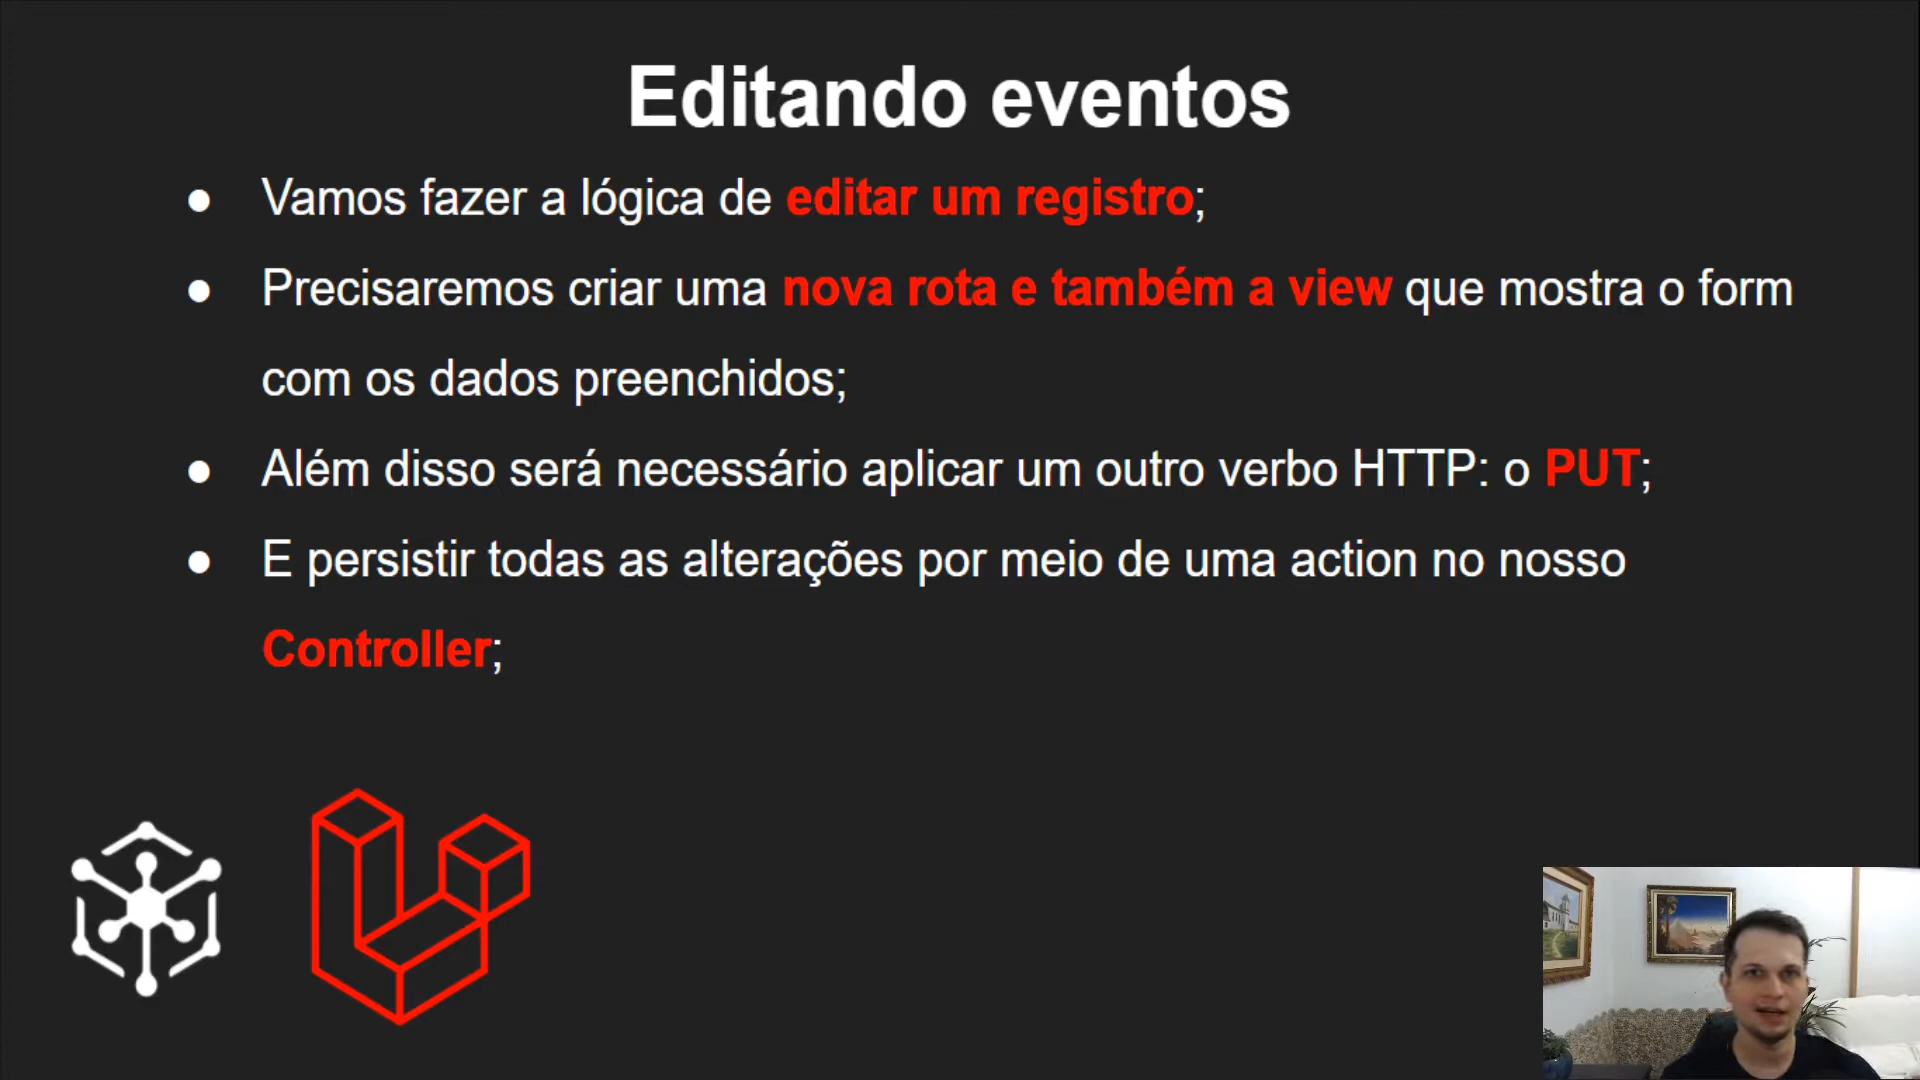 Editando eventos
● Vamos fazer a lógica de editar um registro;
● Precisaremos criar uma nova rota e também a view que mostra o form
com os dados preenchidos;
● Além disso será necessário aplicar um outro verbo HTTP: o PUT;
● E persistir todas as alterações por meio de uma action no nosso
Controller;